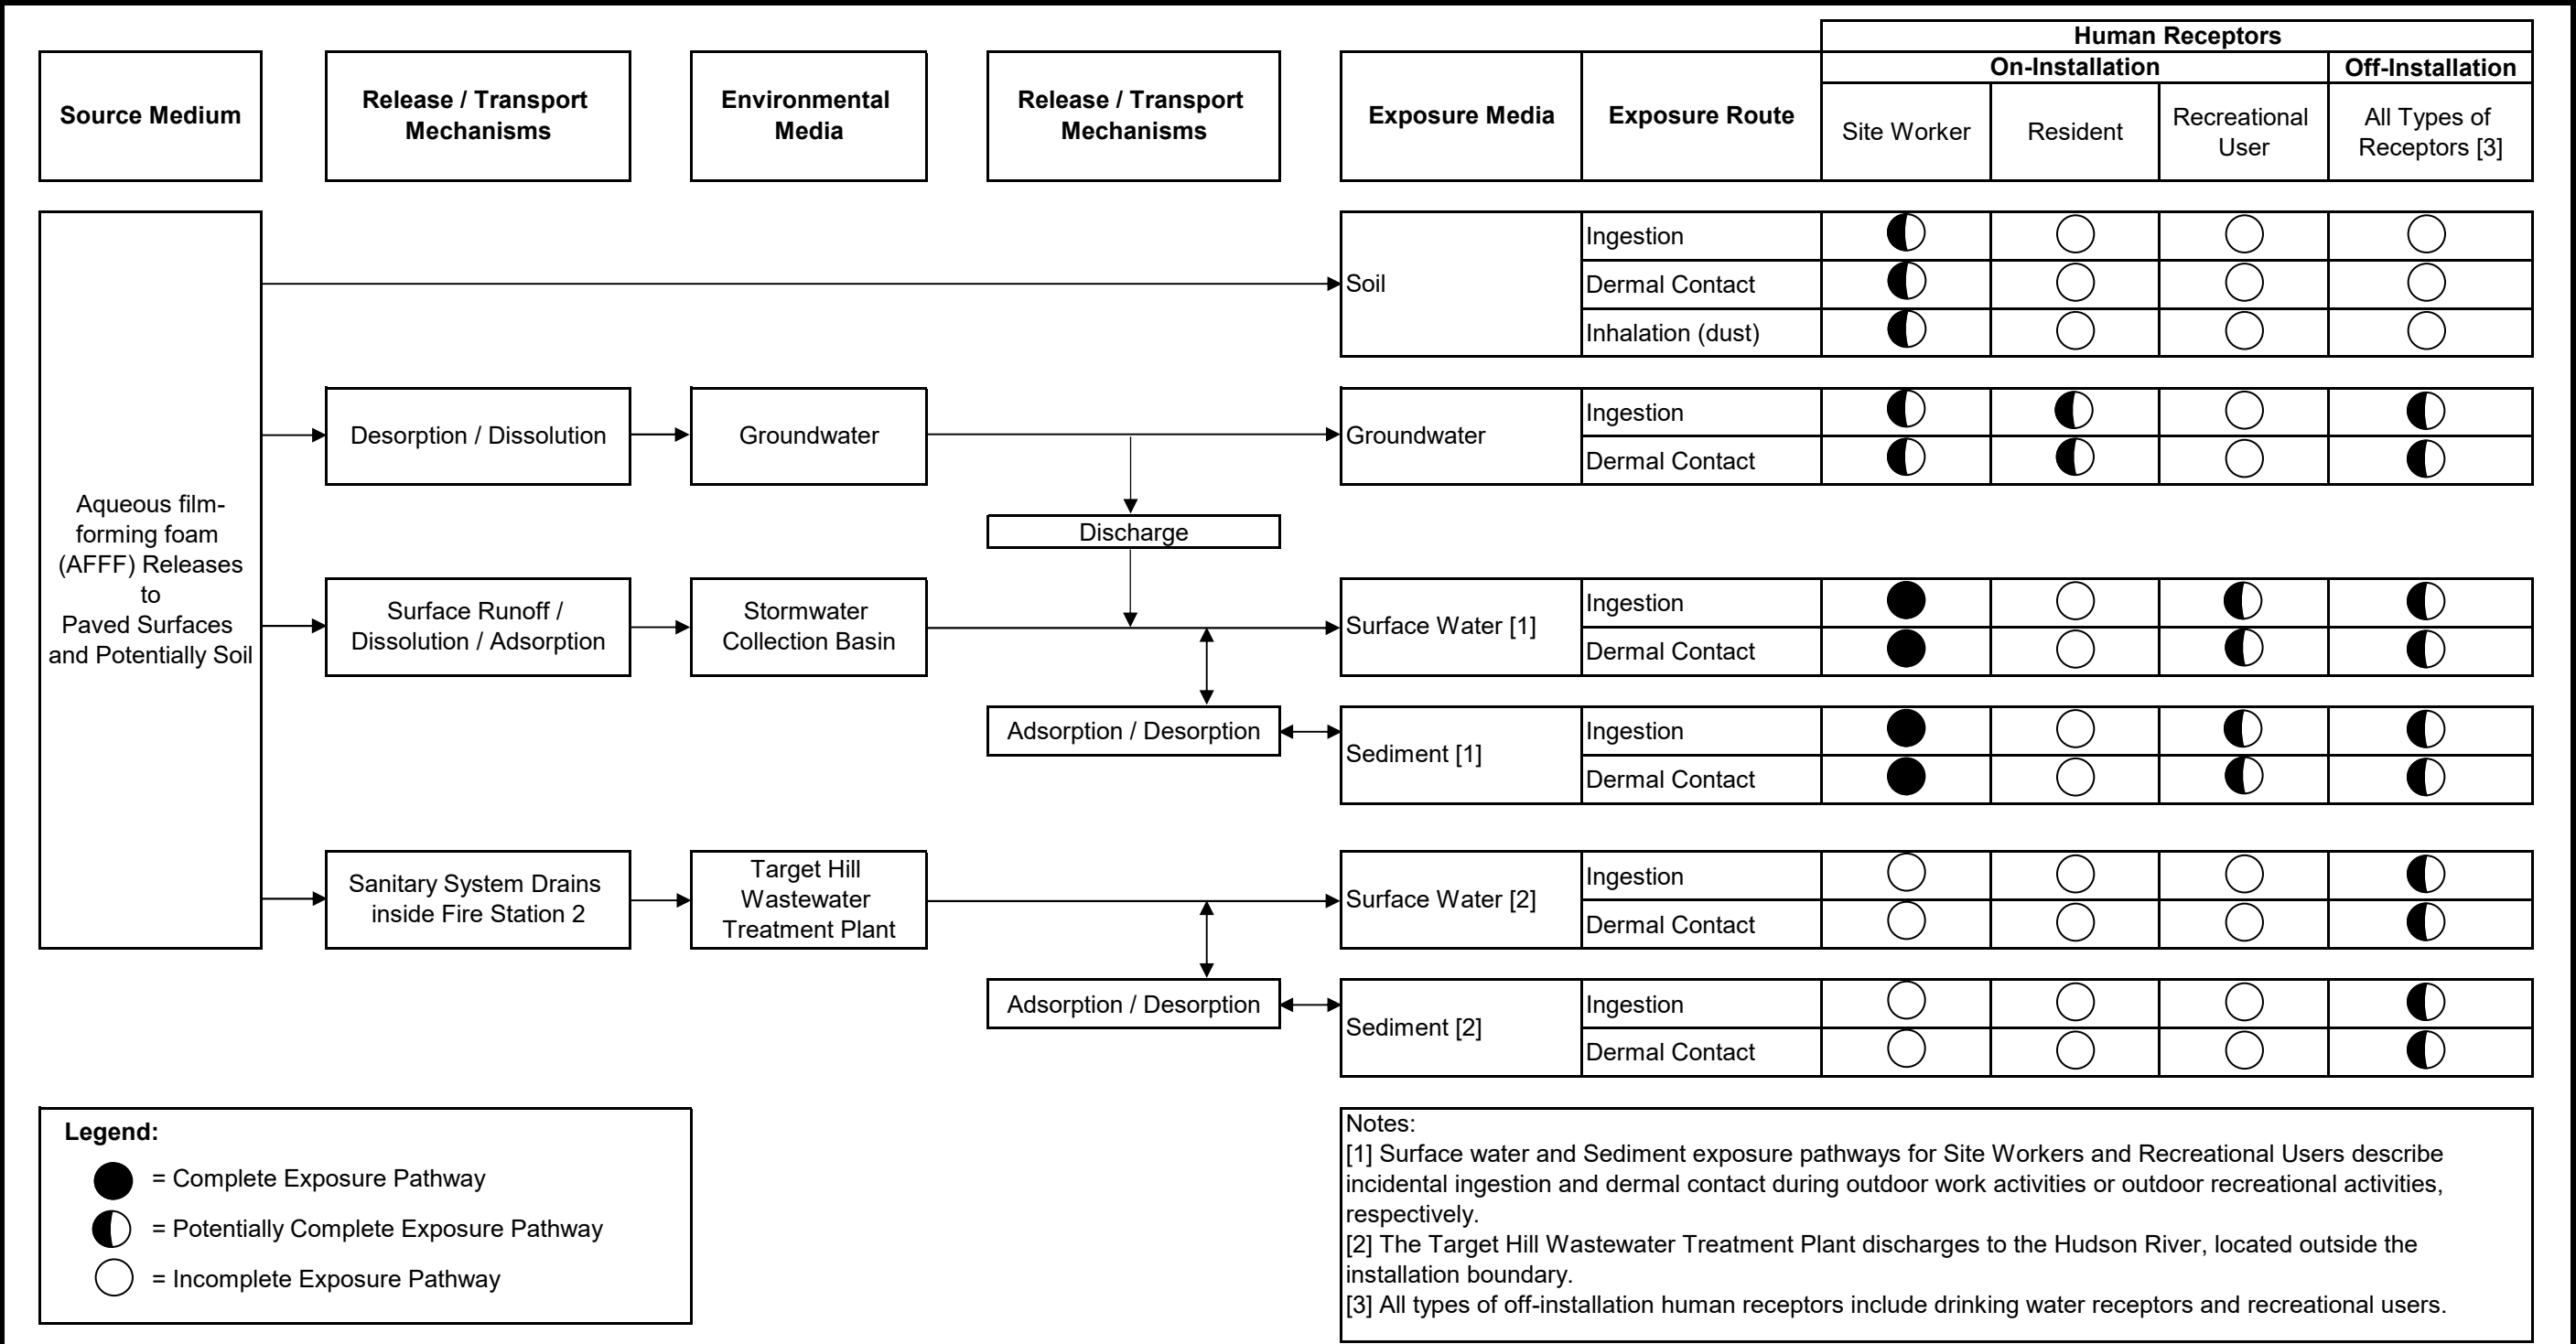 Human Receptors
On-Installation
Off-Installation
Source Medium
Release / Transport
Mechanisms
Environmental
Media
Release / Transport
Mechanisms
Exposure Media
Exposure Route
Site Worker
Resident
Recreational
User
All Types of
Receptors [3]
Aqueous film-
forming foam
(AFFF) Releases
to
Paved Surfaces
and Potentially Soil
Soil
Ingestion
Dermal Contact
Inhalation (dust)
Desorption / Dissolution
Groundwater
Groundwater
Ingestion
Dermal Contact
Discharge
Surface Runoff /
Dissolution / Adsorption
Stormwater
Collection Basin
Surface Water [1]
Ingestion
Dermal Contact
Adsorption / Desorption
Sediment [1]
Ingestion
Dermal Contact
Sanitary System Drains
inside Fire Station 2
Target Hill
Wastewater
Treatment Plant
Surface Water [2]
Ingestion
Dermal Contact
Adsorption / Desorption
Sediment [2]
Ingestion
Dermal Contact
Legend:
= Complete Exposure Pathway
= Potentially Complete Exposure Pathway
= Incomplete Exposure Pathway
Notes:
[1] Surface water and Sediment exposure pathways for Site Workers and Recreational Users describe
incidental ingestion and dermal contact during outdoor work activities or outdoor recreational activities,
respectively.
[2] The Target Hill Wastewater Treatment Plant discharges to the Hudson River, located outside the
installation boundary.
[3] All types of off-installation human receptors include drinking water receptors and recreational users.